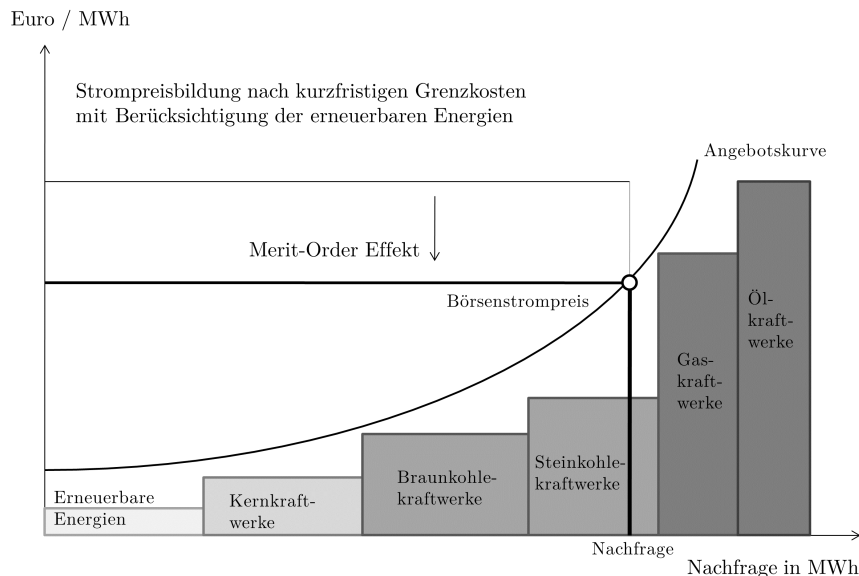 Euro / MWh
Strompreisbildung nach kurzfristigen Grenzkosten
mit Berücksichtigung der erneuerbaren Energien
Angebotskurve
Merit-Order Effekt
Börsenstrompreis
Öl-
kraft-
werke
Gas-
kraft-
werke
Steinkohle-
kraftwerke
Braunkohle-
kraftwerke
Kernkraft-
werke
Erneuerbare
Energien
Nachfrage
Nachfrage in MWh